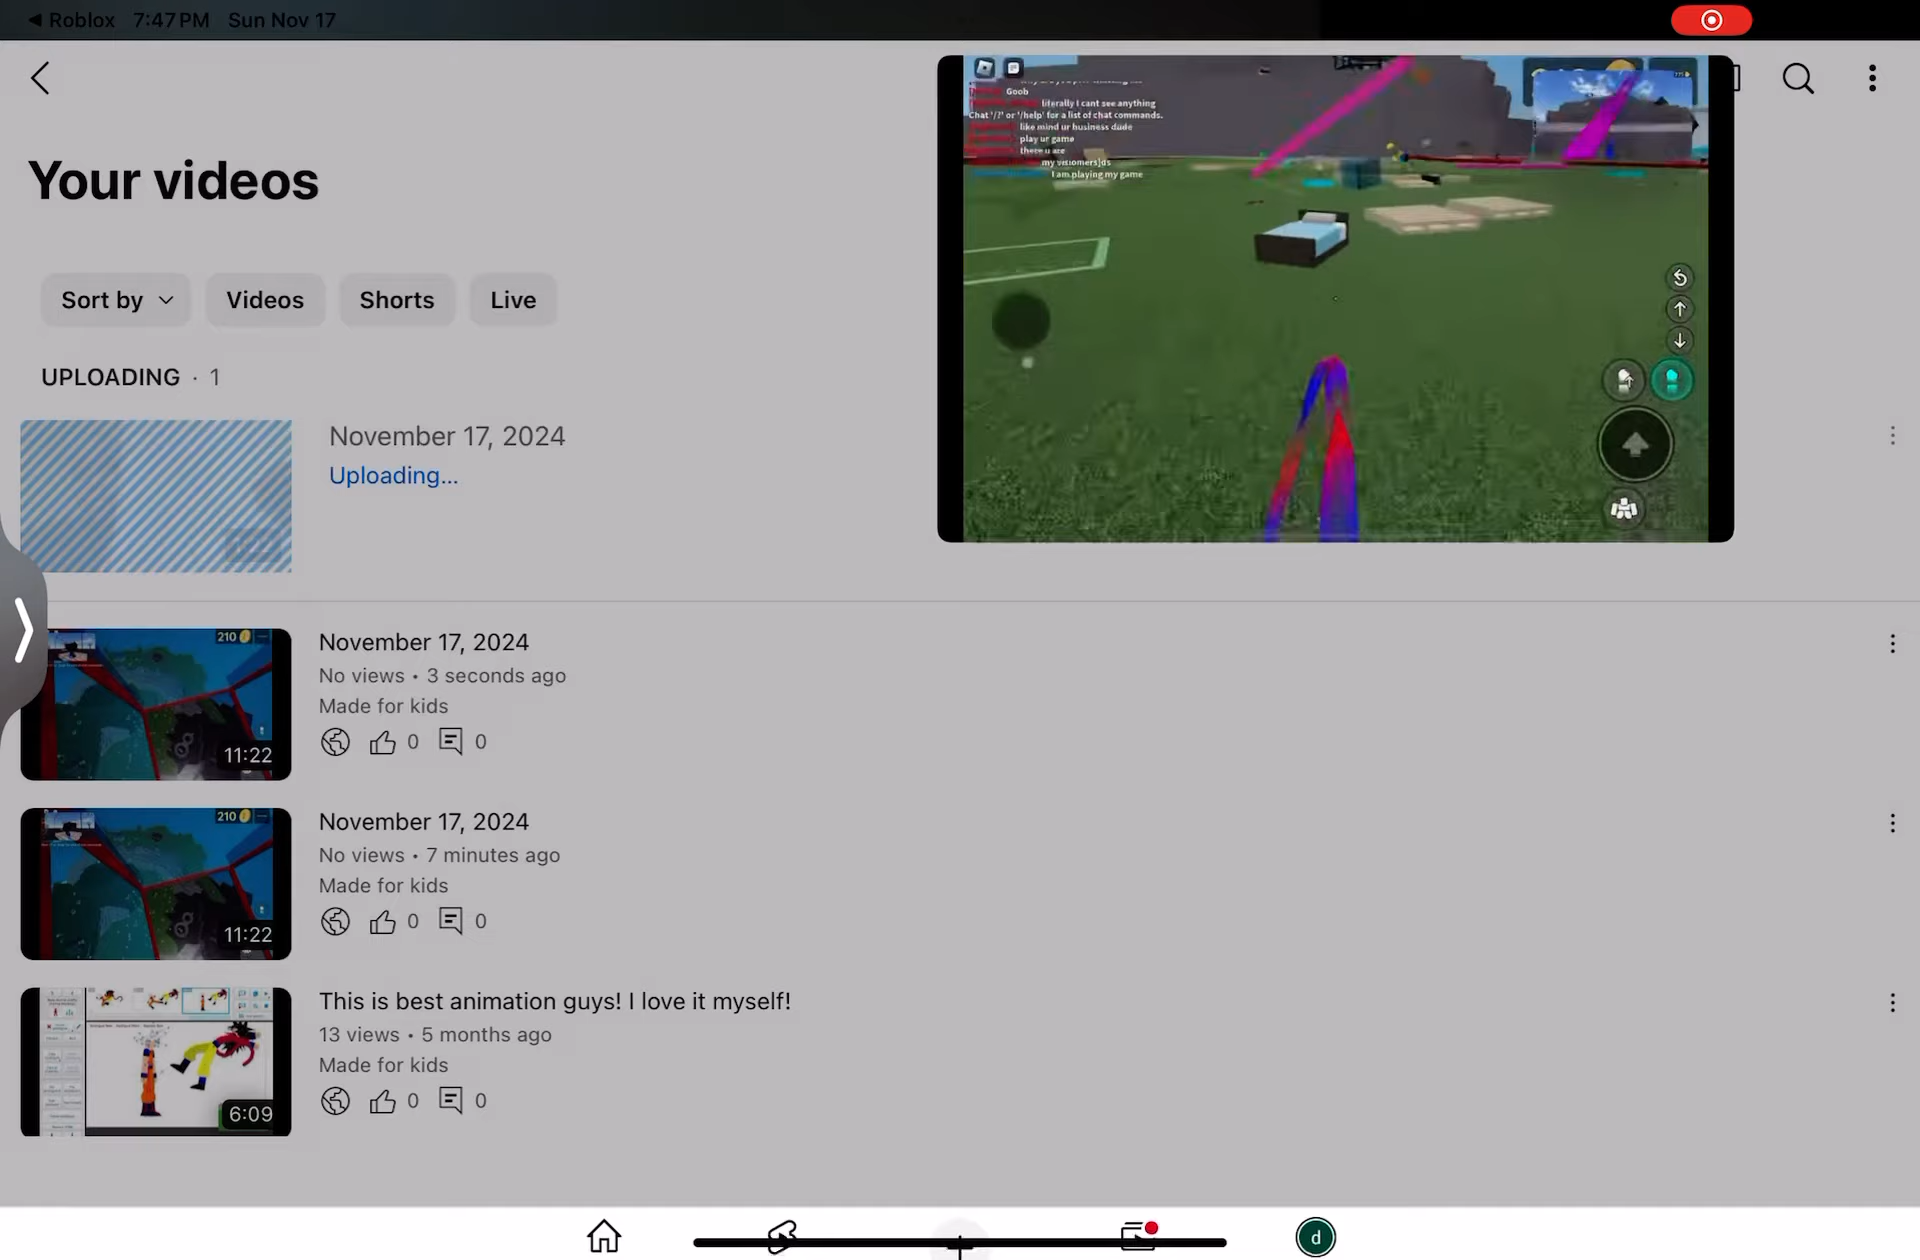 Roblox 7:47 PM Sun Nov 17
Your videos
Sort by Videos Shorts Live
UPLOADING · 1
November 17, 2024
Uploading...
Goob
literally I cant see anything
Chat '/?' or '/help' for a list of chat commands.
like mind ur business dude
play ur game
there u are
I am playing my game
November 17, 2024
No views • 3 seconds ago
Made for kids
0 0
210
11:22
November 17, 2024
No views • 7 minutes ago
Made for kids
0 0
210
11:22
This is best animation guys! I love it myself!
13 views • 5 months ago
Made for kids
0 0
6:09
d